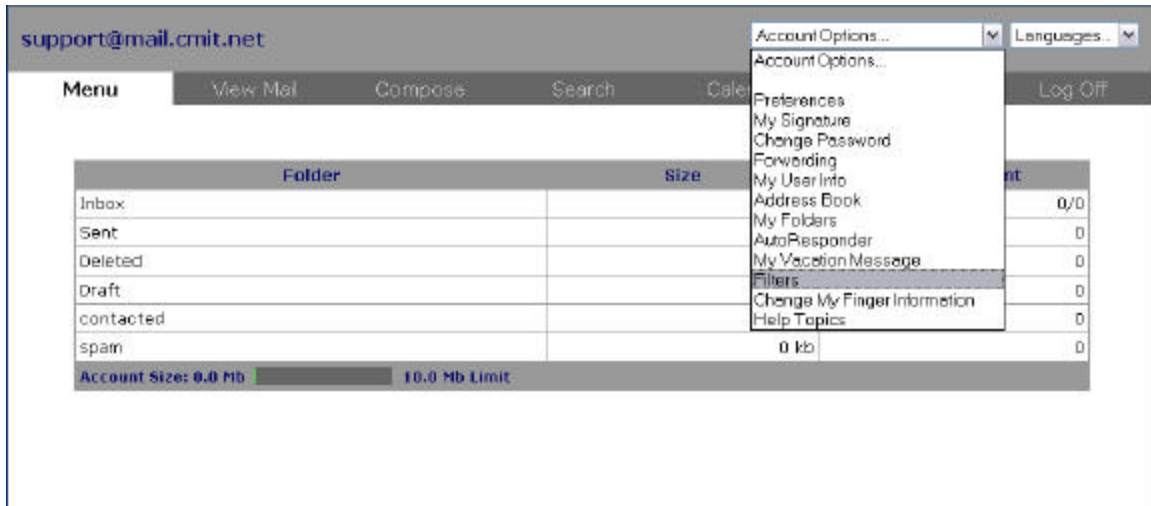 support@mail.cmit.net
Account Options...
Languages..
Account Options...
Preferences
My Signature
Change Password
Forwarding
My User Info
Address Book
My Folders
AutoResponder
My Vacation Message
Filters
Change My Finger Information
Help Topics
Menu View Mail Compose Search Cale Log Off
Folder Size nt
Inbox 0/0
Sent 0
Deleted 0
Draft 0
contacted 0
spam 0 kb 0
Account Size: 0.0 Mb 10.0 Mb Limit